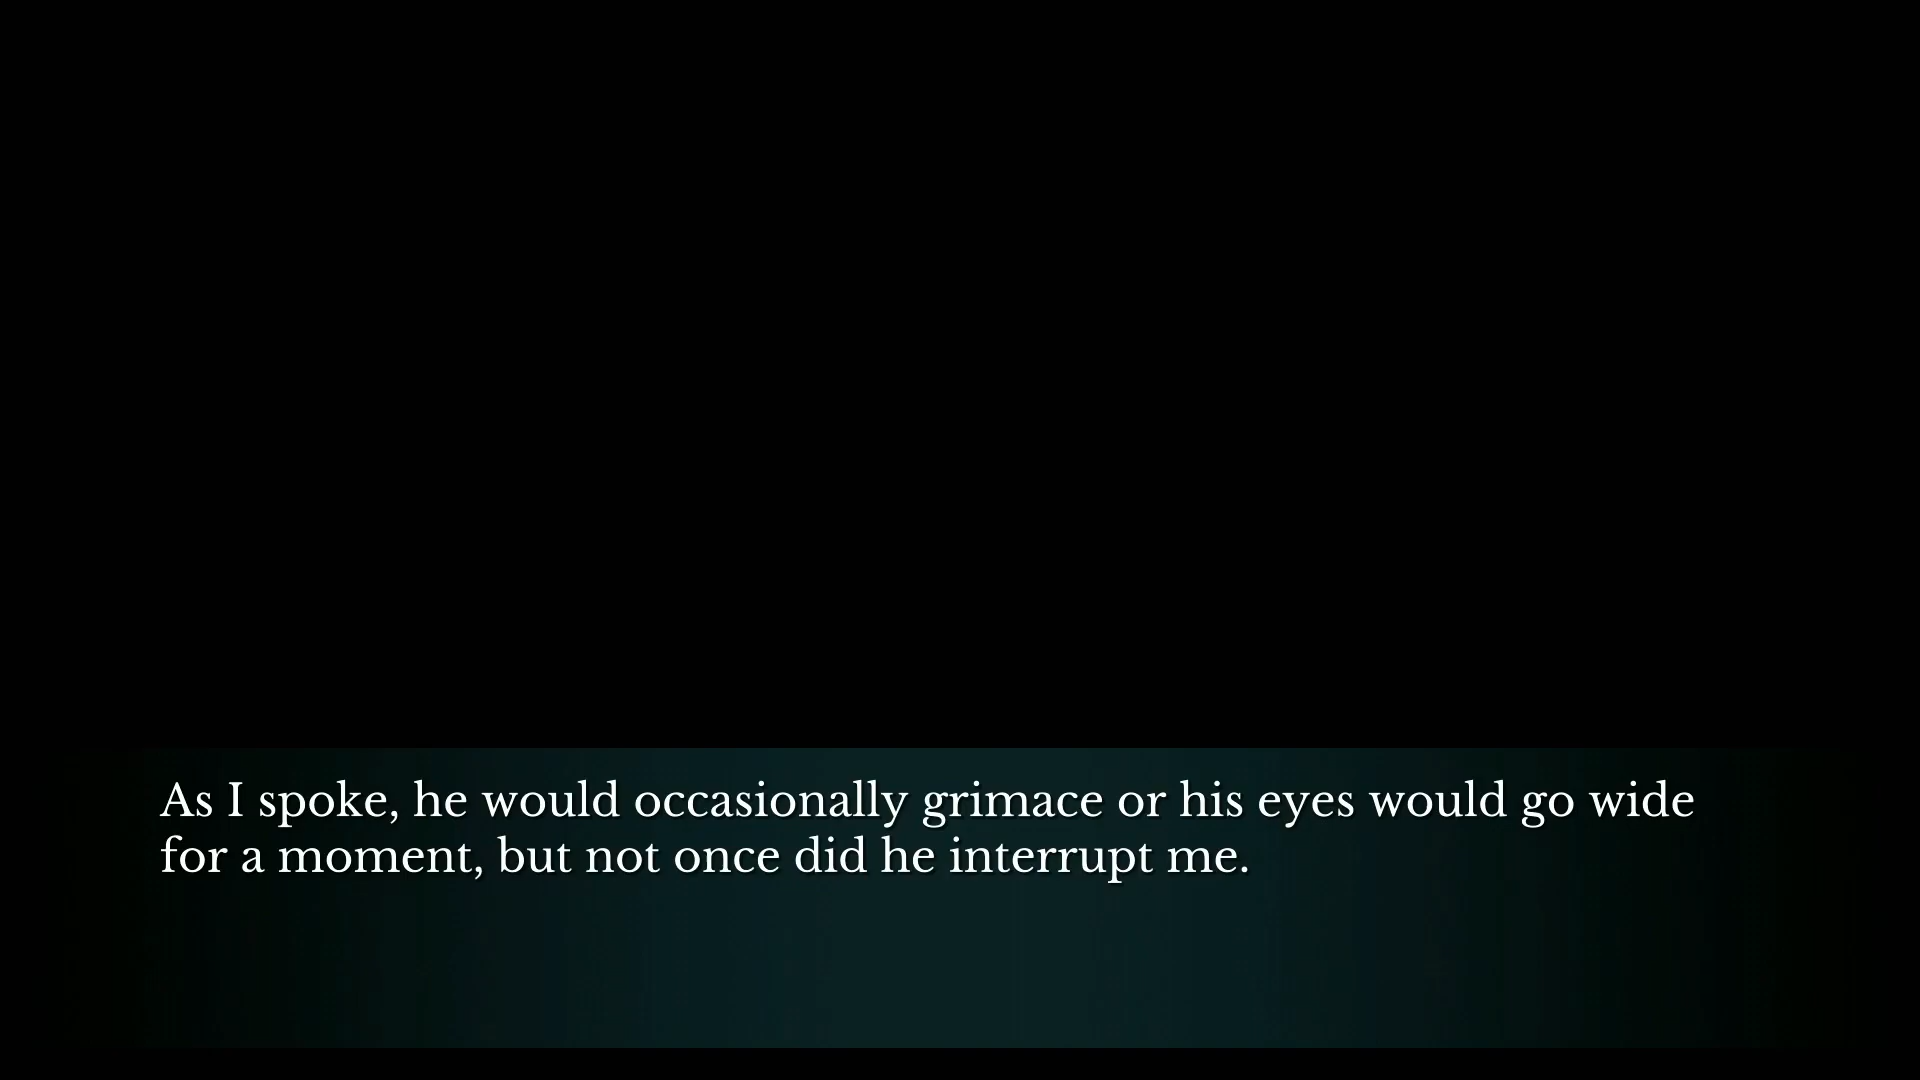 As I spoke, he would occasionally grimace or his eyes would go wide
for a moment, but not once did he interrupt me.